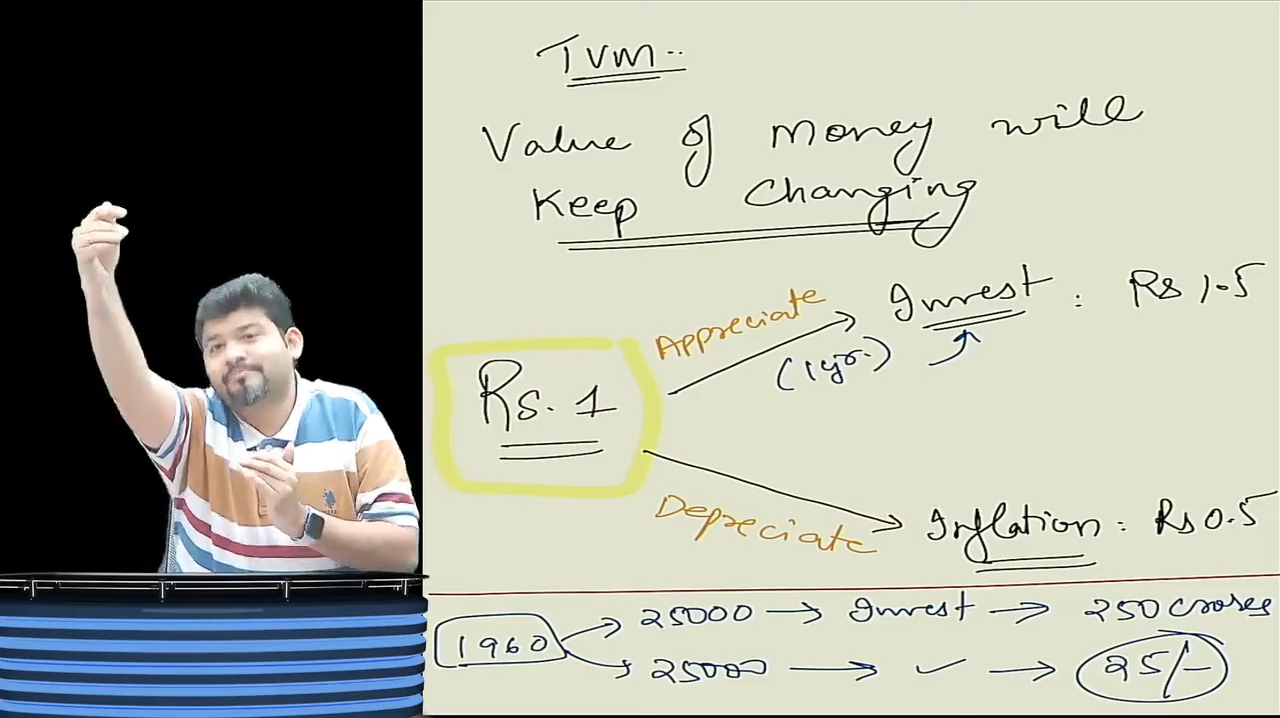 TVM..
Value of Money will
Keep Changing
Appreciate
Invest : Rs 1.5
(1yr.)
Rs. 1
Depreciate
Inflation : Rs 0.5
1960
25000 → Invest → 250 crores
25000 → ✓ → 25/-